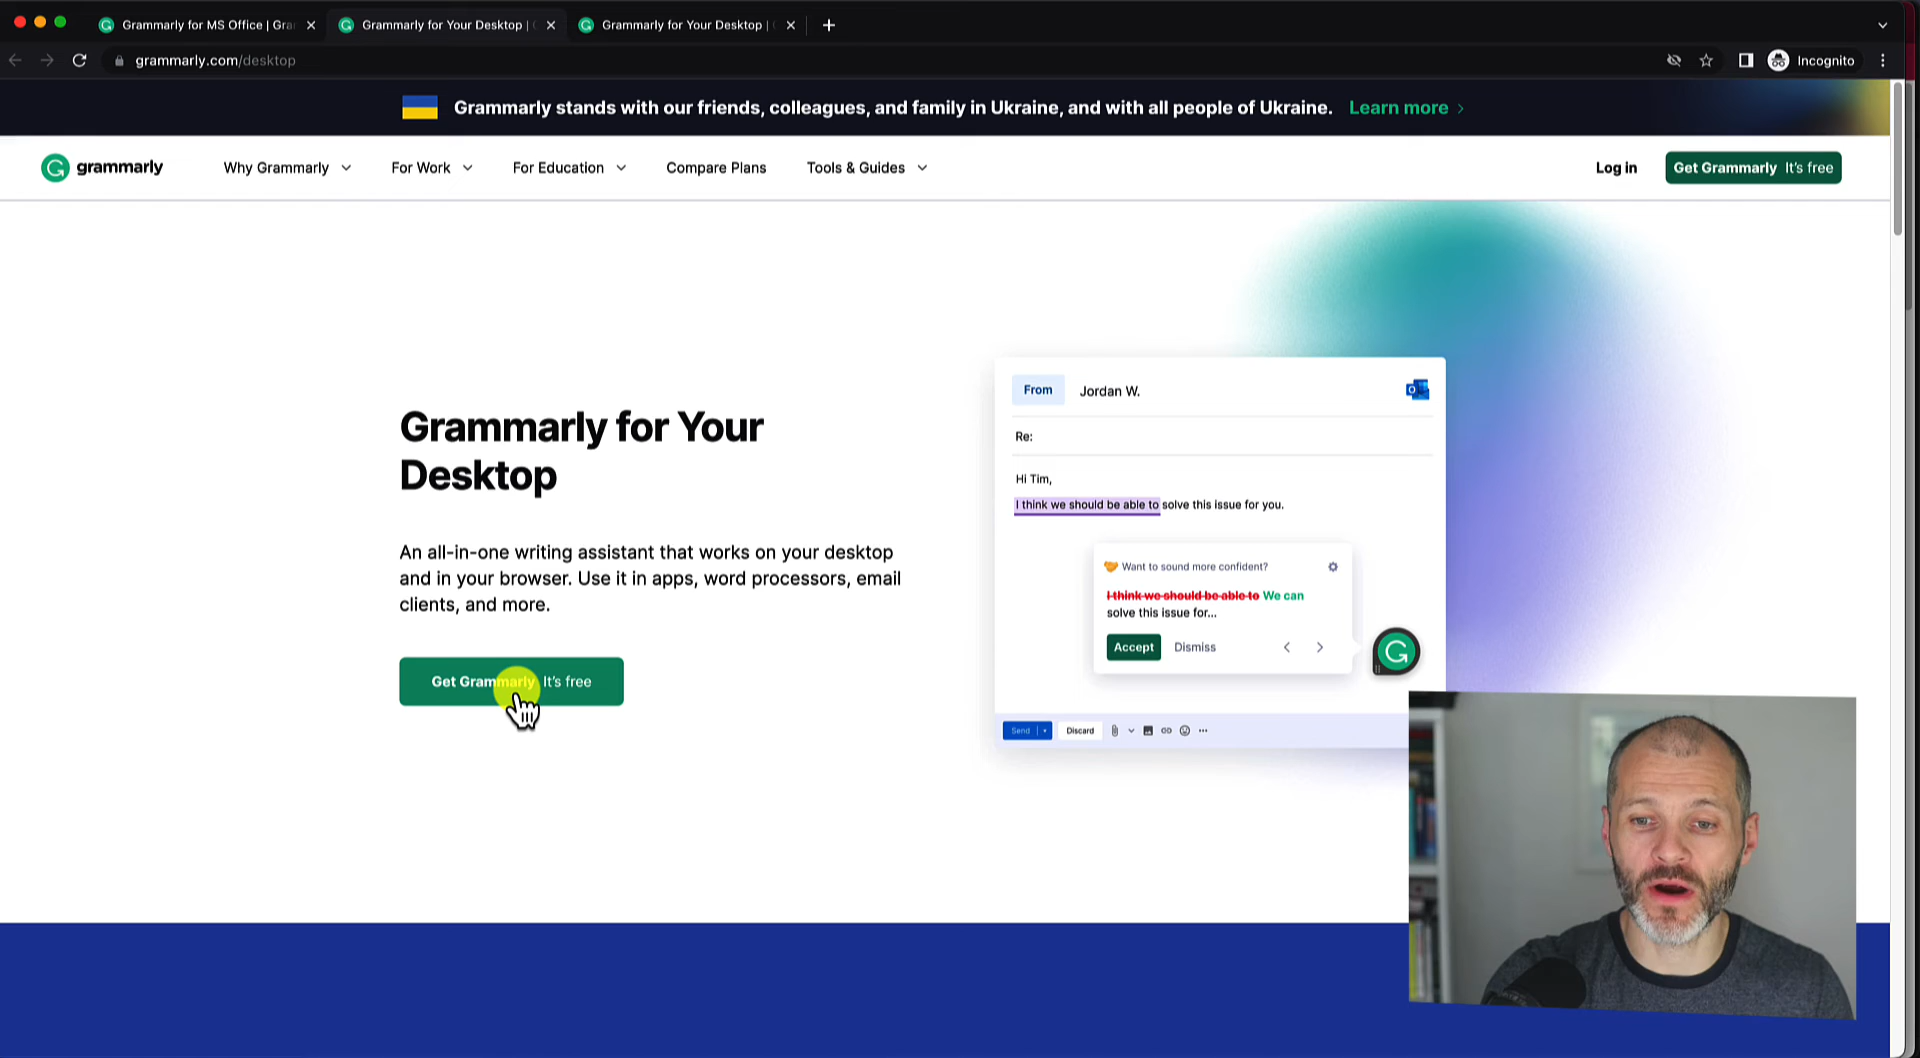 Grammarly for MS Office | Gra
Grammarly for Your Desktop |
Grammarly for Your Desktop |
grammarly.com/desktop
Incognito
Grammarly stands with our friends, colleagues, and family in Ukraine, and with all people of Ukraine. Learn more
grammarly
Why Grammarly
For Work
For Education
Compare Plans
Tools & Guides
Log in
Get Grammarly It's free
Grammarly for Your
Desktop
An all-in-one writing assistant that works on your desktop
and in your browser. Use it in apps, word processors, email
clients, and more.
Get Grammarly It's free
From Jordan W.
Re:
Hi Tim,
I think we should be able to solve this issue for you.
Want to sound more confident?
I think we should be able to We can
solve this issue for...
Accept Dismiss
Send Discard